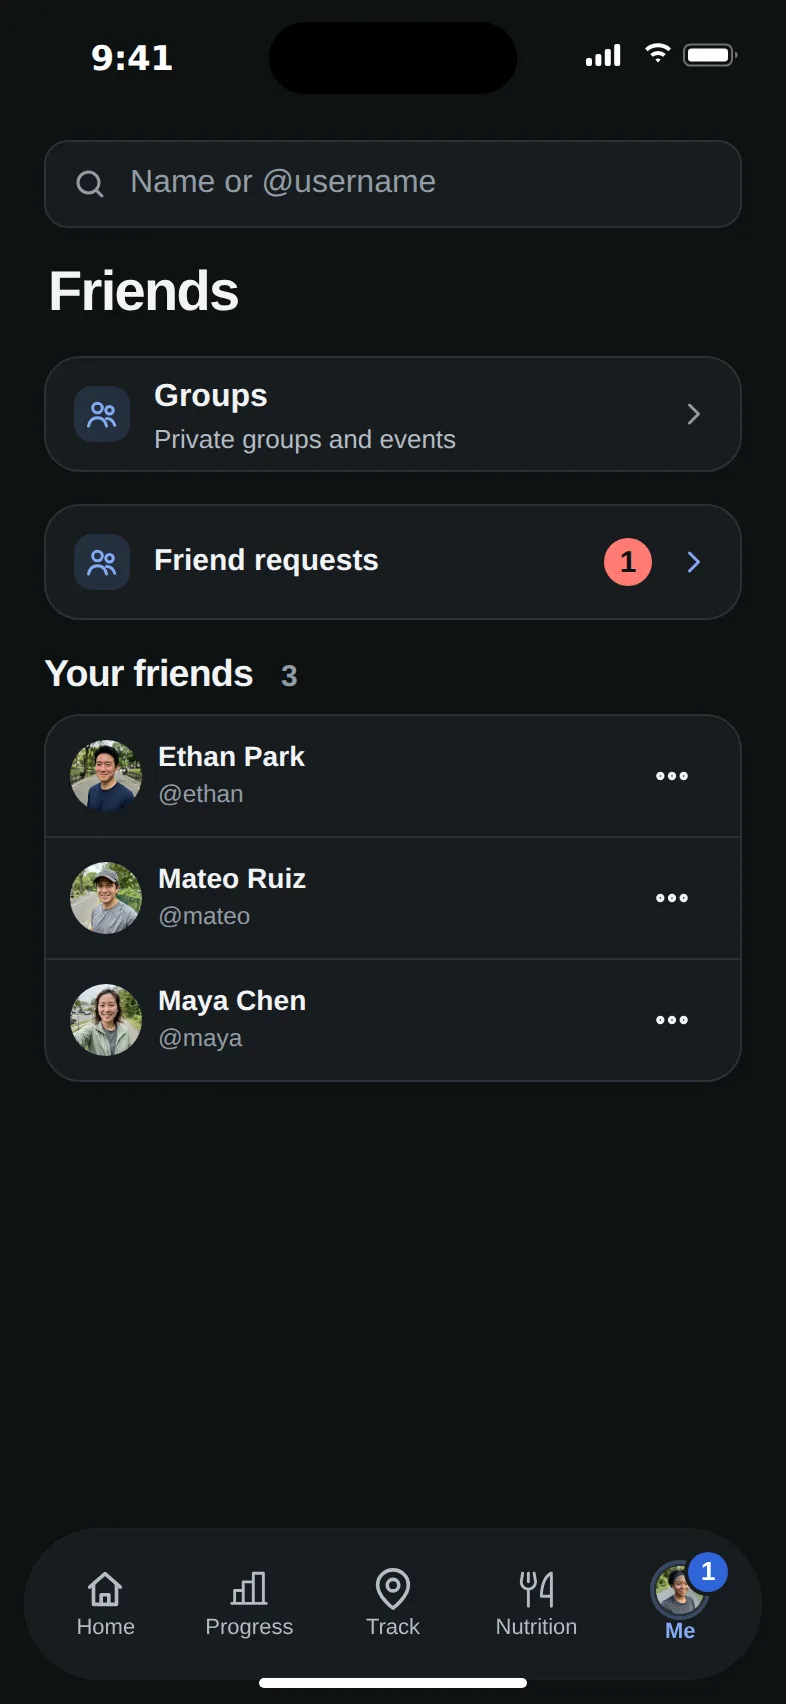 9:41
Name or @username
Friends
Groups
Private groups and events
Friend requests
1
Your friends 3
Ethan Park
@ethan
Mateo Ruiz
@mateo
Maya Chen
@maya
1
Home Progress Track Nutrition Me